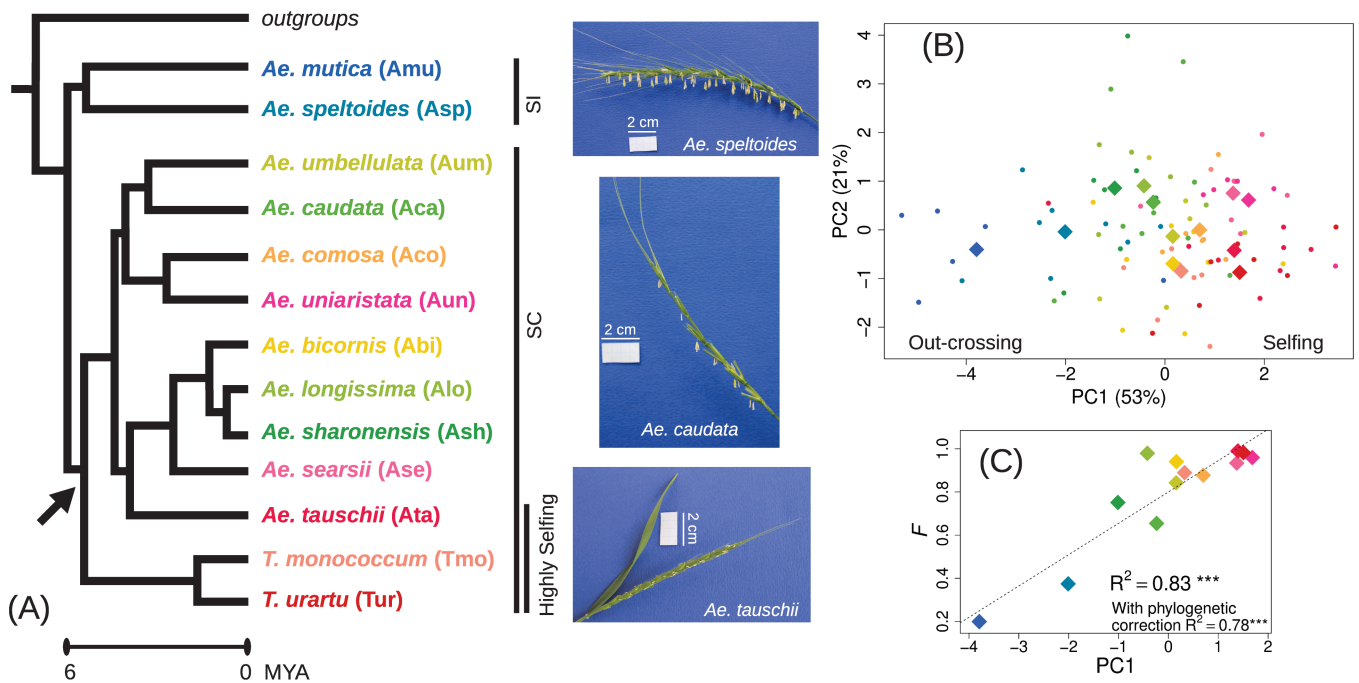 outgroups
Ae. mutica (Amu)
Ae. speltoides (Asp)
SI
Ae. umbellulata (Aum)
Ae. caudata (Aca)
Ae. comosa (Aco)
Ae. uniaristata (Aun)
Ae. bicornis (Abi)
Ae. longissima (Alo)
Ae. sharonensis (Ash)
Ae. searsii (Ase)
Ae. tauschii (Ata)
T. monococcum (Tmo)
T. urartu (Tur)
SC
Highly Selfing
(A)
6 0 MYA
2 cm
Ae. speltoides
2 cm
Ae. caudata
2 cm
Ae. tauschii
(B)
PC2 (21%)
4
3
2
1
0
−1
−2
Out-crossing Selfing
−4 −2 0 2
PC1 (53%)
(C)
F
1.0
0.8
0.6
0.4
0.2
R² = 0.83 ***
With phylogenetic
correction R² = 0.78***
−4 −3 −2 −1 0 1 2
PC1